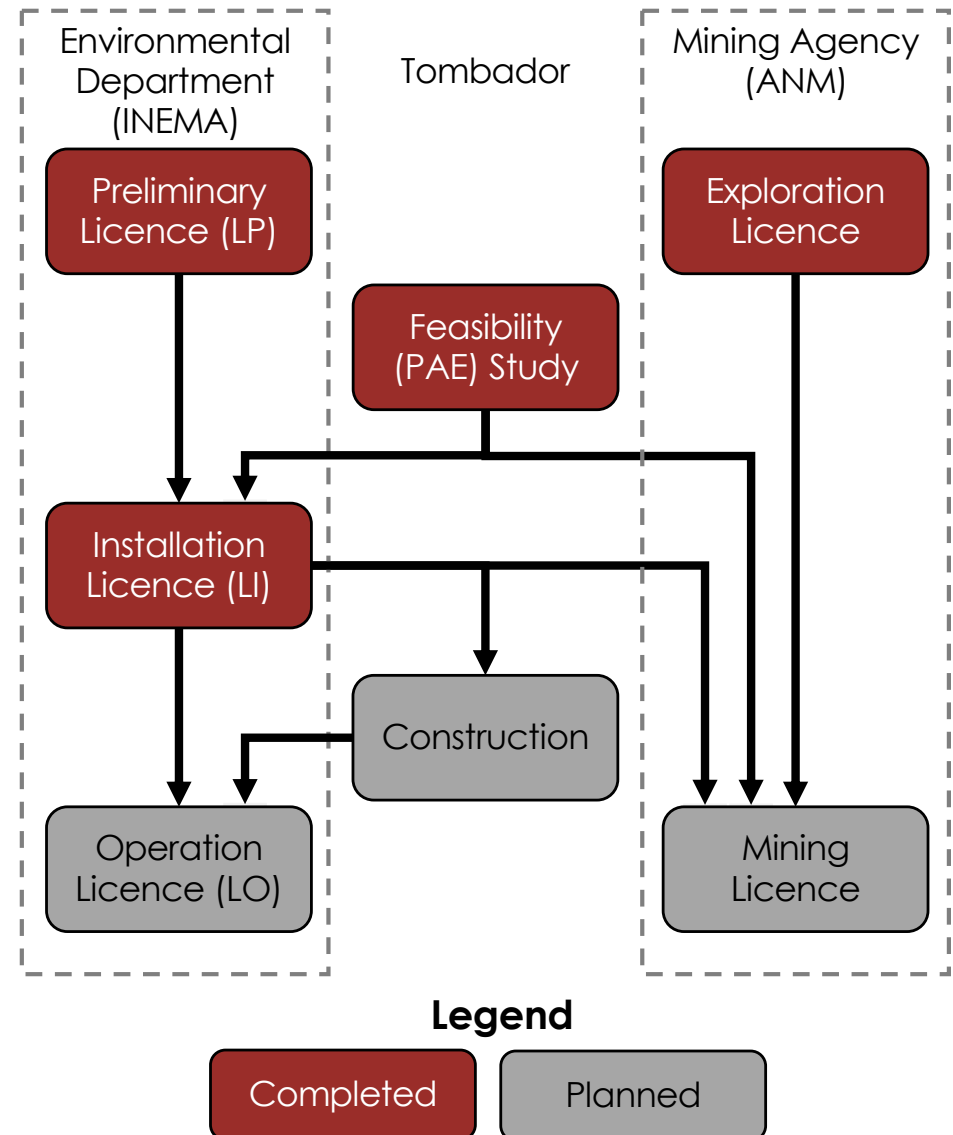 Environmental
Department
(INEMA)
Tombador
Mining Agency
(ANM)
Preliminary
Licence (LP)
Exploration
Licence
Feasibility
(PAE) Study
Installation
Licence (LI)
Construction
Operation
Licence (LO)
Mining
Licence
Legend
Completed
Planned